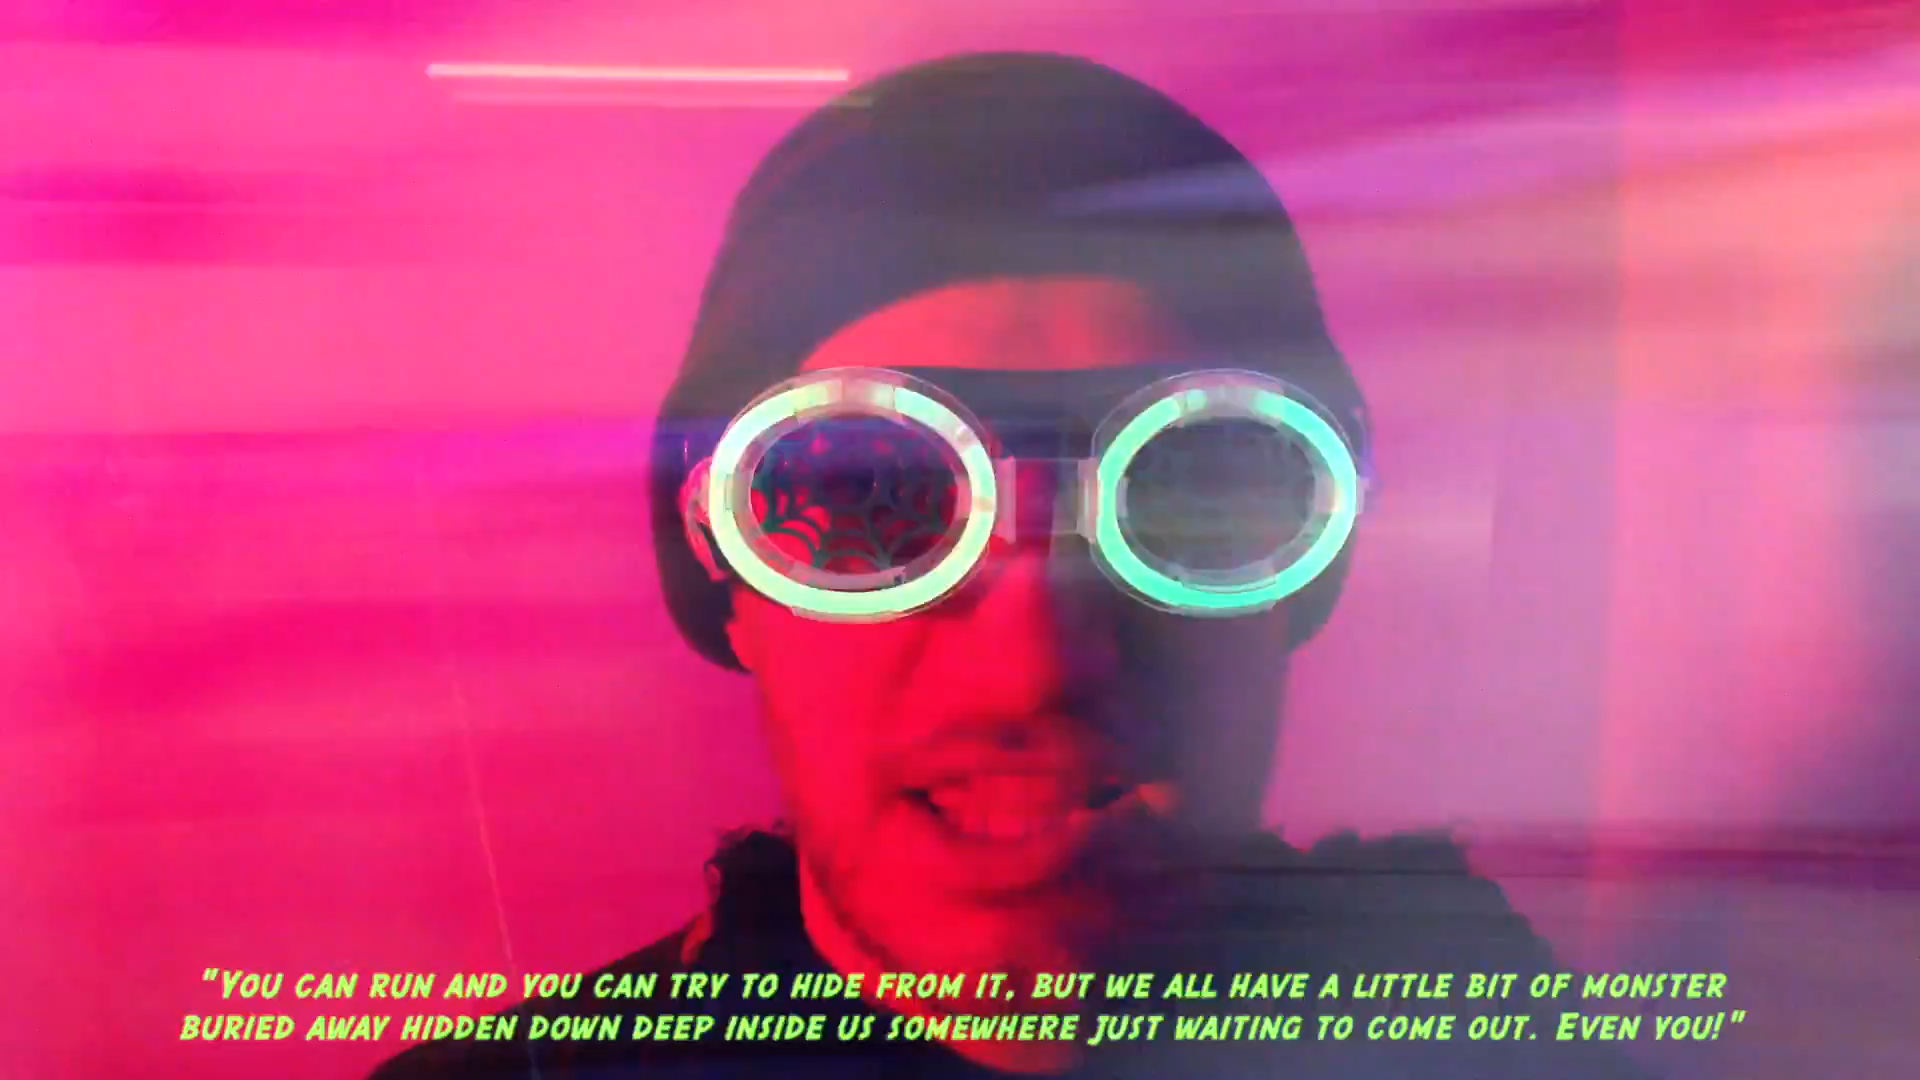 "You can run and you can try to hide from it, but we all have a little bit of monster
buried away hidden down deep inside us somewhere just waiting to come out. Even you!"